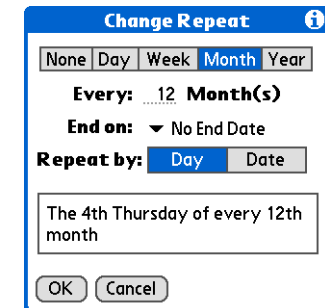 Change Repeat i
None Day Week Month Year
Every: 12 Month(s)
End on: No End Date
Repeat by: Day Date
The 4th Thursday of every 12th
month
OK Cancel